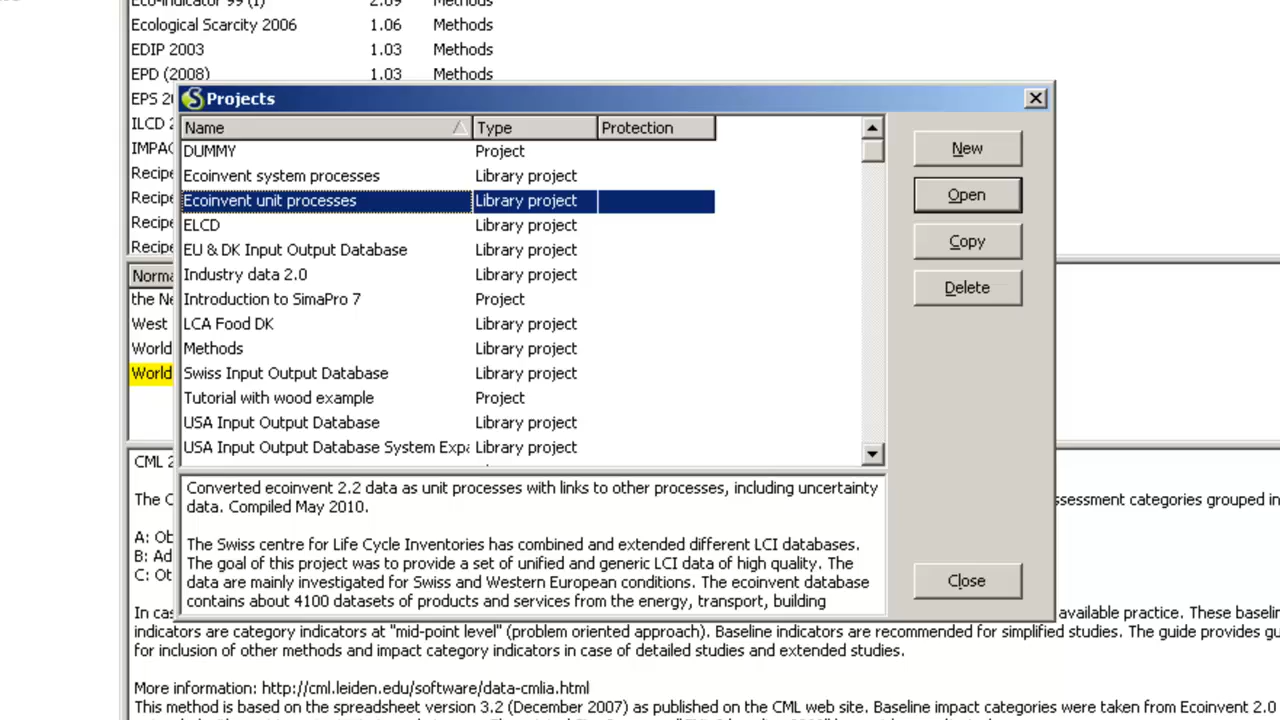 Eco-indicator 99 (I) 2.09 Methods
Ecological Scarcity 2006 1.06 Methods
EDIP 2003 1.03 Methods
EPD (2008) 1.03 Methods
EPS 20
ILCD 2
IMPAC
Recipe
Recipe
Recipe
Recipe
Projects
Name Type Protection
DUMMY Project
Ecoinvent system processes Library project
Ecoinvent unit processes Library project
ELCD Library project
EU & DK Input Output Database Library project
Industry data 2.0 Library project
Introduction to SimaPro 7 Project
LCA Food DK Library project
Methods Library project
Swiss Input Output Database Library project
Tutorial with wood example Project
USA Input Output Database Library project
USA Input Output Database System Expa Library project
New
Open
Copy
Delete
Close
Converted ecoinvent 2.2 data as unit processes with links to other processes, including uncertainty
data. Compiled May 2010.
The Swiss centre for Life Cycle Inventories has combined and extended different LCI databases.
The goal of this project was to provide a set of unified and generic LCI data of high quality. The
data are mainly investigated for Swiss and Western European conditions. The ecoinvent database
contains about 4100 datasets of products and services from the energy, transport, building
Norma
the Ne
West
World
World
CML 2
The C ssessment categories grouped in
A: Ob
B: Ad
C: Ot
In cas available practice. These baselin
indicators are category indicators at "mid-point level" (problem oriented approach). Baseline indicators are recommended for simplified studies. The guide provides gu
for inclusion of other methods and impact category indicators in case of detailed studies and extended studies.
More information: http://cml.leiden.edu/software/data-cmlia.html
This method is based on the spreadsheet version 3.2 (December 2007) as published on the CML web site. Baseline impact categories were taken from Ecoinvent 2.0